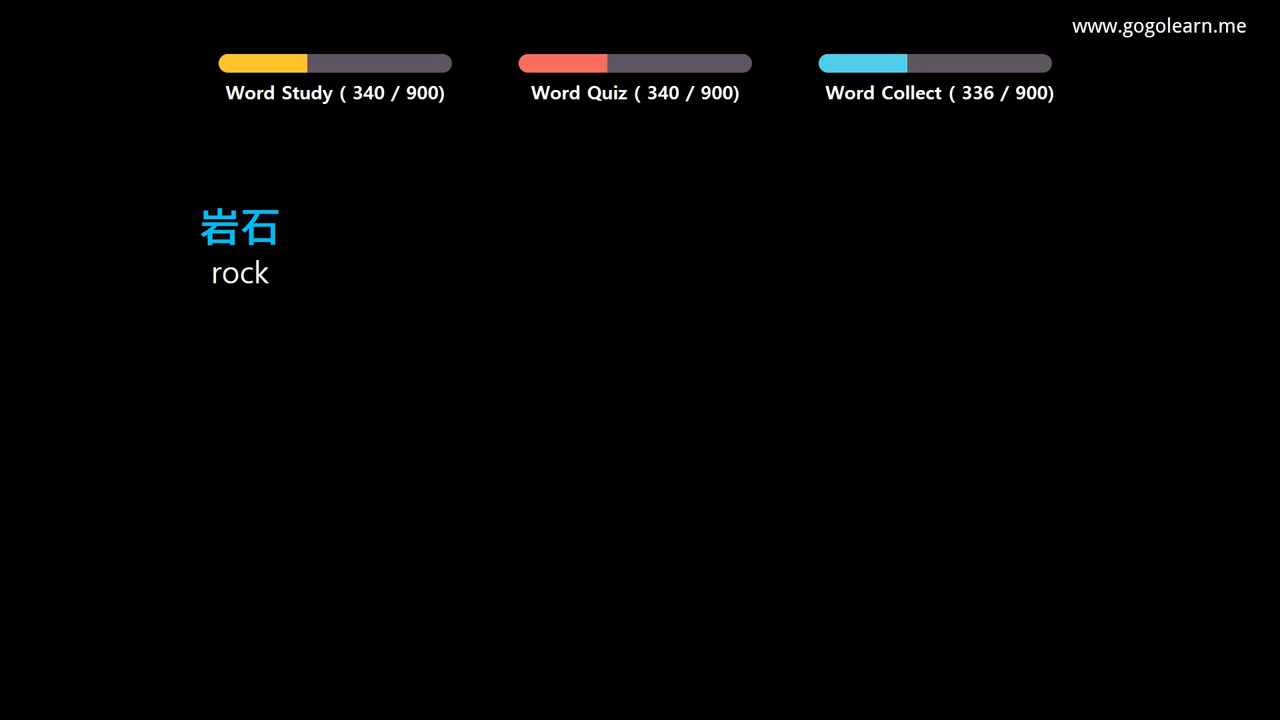 www.gogolearn.me
Word Study ( 340 / 900)
Word Quiz ( 340 / 900)
Word Collect ( 336 / 900)
岩石
rock